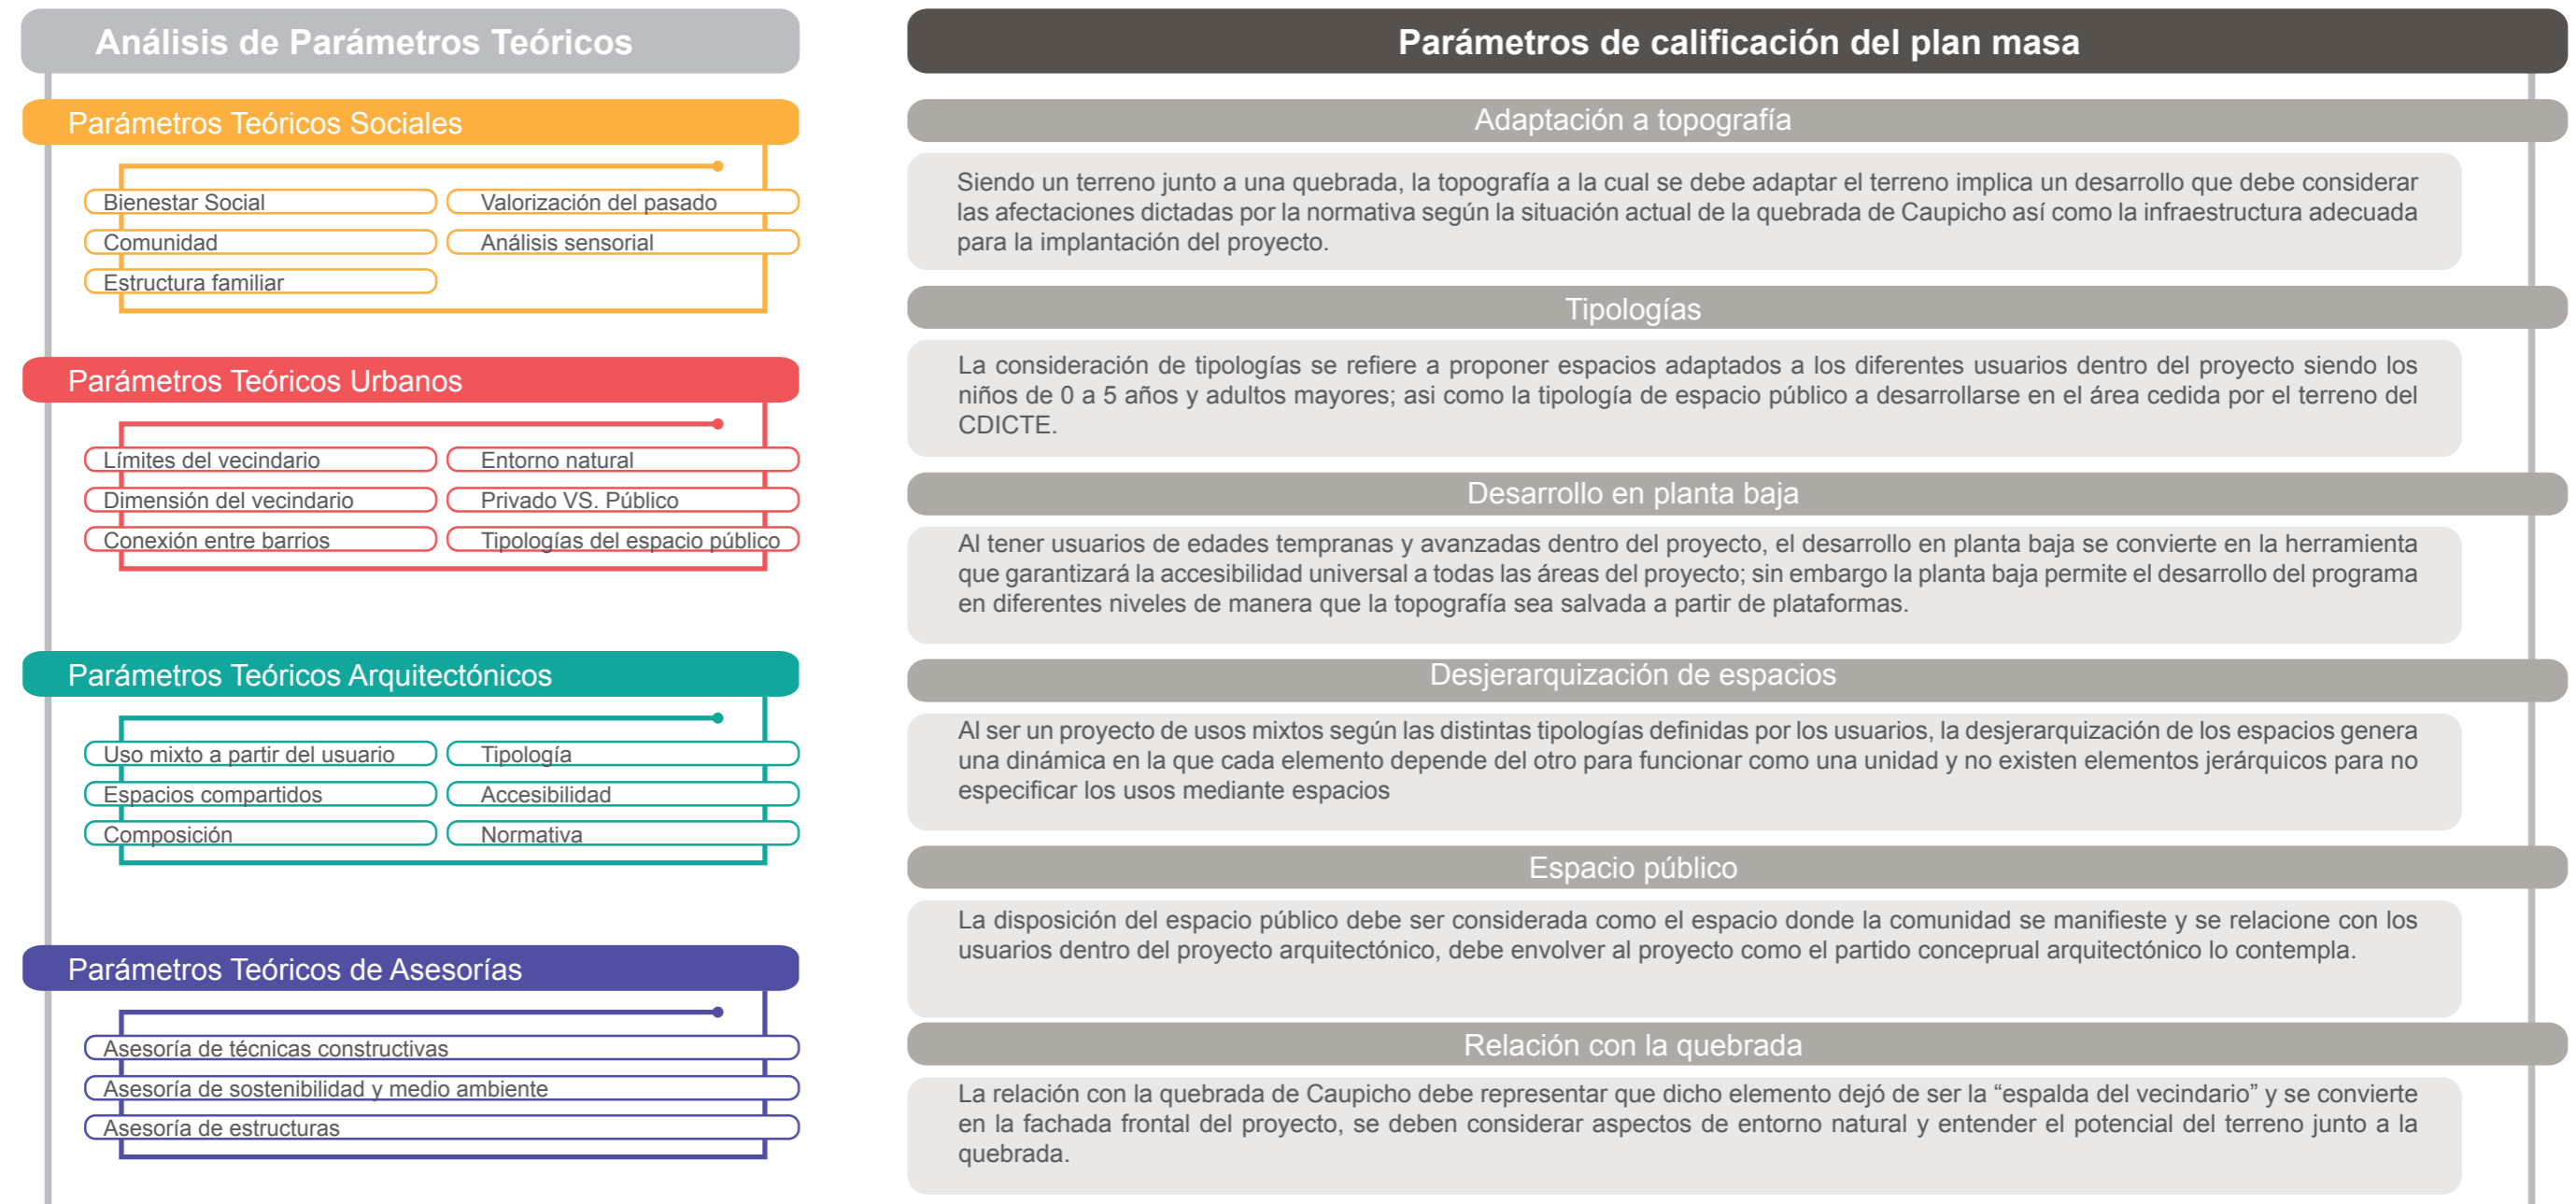 Análisis de Parámetros Teóricos
Parámetros Teóricos Sociales
Bienestar Social
Valorización del pasado
Comunidad
Análisis sensorial
Estructura familiar
Parámetros Teóricos Urbanos
Límites del vecindario
Entorno natural
Dimensión del vecindario
Privado VS. Público
Conexión entre barrios
Tipologías del espacio público
Parámetros Teóricos Arquitectónicos
Uso mixto a partir del usuario
Tipología
Espacios compartidos
Accesibilidad
Composición
Normativa
Parámetros Teóricos de Asesorías
Asesoría de técnicas constructivas
Asesoría de sostenibilidad y medio ambiente
Asesoría de estructuras
Parámetros de calificación del plan masa
Adaptación a topografía
Siendo un terreno junto a una quebrada, la topografía a la cual se debe adaptar el terreno implica un desarrollo que debe considerar
las afectaciones dictadas por la normativa según la situación actual de la quebrada de Caupicho así como la infraestructura adecuada
para la implantación del proyecto.
Tipologías
La consideración de tipologías se refiere a proponer espacios adaptados a los diferentes usuarios dentro del proyecto siendo los
niños de 0 a 5 años y adultos mayores; asi como la tipología de espacio público a desarrollarse en el área cedida por el terreno del
CDICTE.
Desarrollo en planta baja
Al tener usuarios de edades tempranas y avanzadas dentro del proyecto, el desarrollo en planta baja se convierte en la herramienta
que garantizará la accesibilidad universal a todas las áreas del proyecto; sin embargo la planta baja permite el desarrollo del programa
en diferentes niveles de manera que la topografía sea salvada a partir de plataformas.
Desjerarquización de espacios
Al ser un proyecto de usos mixtos según las distintas tipologías definidas por los usuarios, la desjerarquización de los espacios genera
una dinámica en la que cada elemento depende del otro para funcionar como una unidad y no existen elementos jerárquicos para no
especificar los usos mediante espacios
Espacio público
La disposición del espacio público debe ser considerada como el espacio donde la comunidad se manifieste y se relacione con los
usuarios dentro del proyecto arquitectónico, debe envolver al proyecto como el partido conceprual arquitectónico lo contempla.
Relación con la quebrada
La relación con la quebrada de Caupicho debe representar que dicho elemento dejó de ser la “espalda del vecindario” y se convierte
en la fachada frontal del proyecto, se deben considerar aspectos de entorno natural y entender el potencial del terreno junto a la
quebrada.